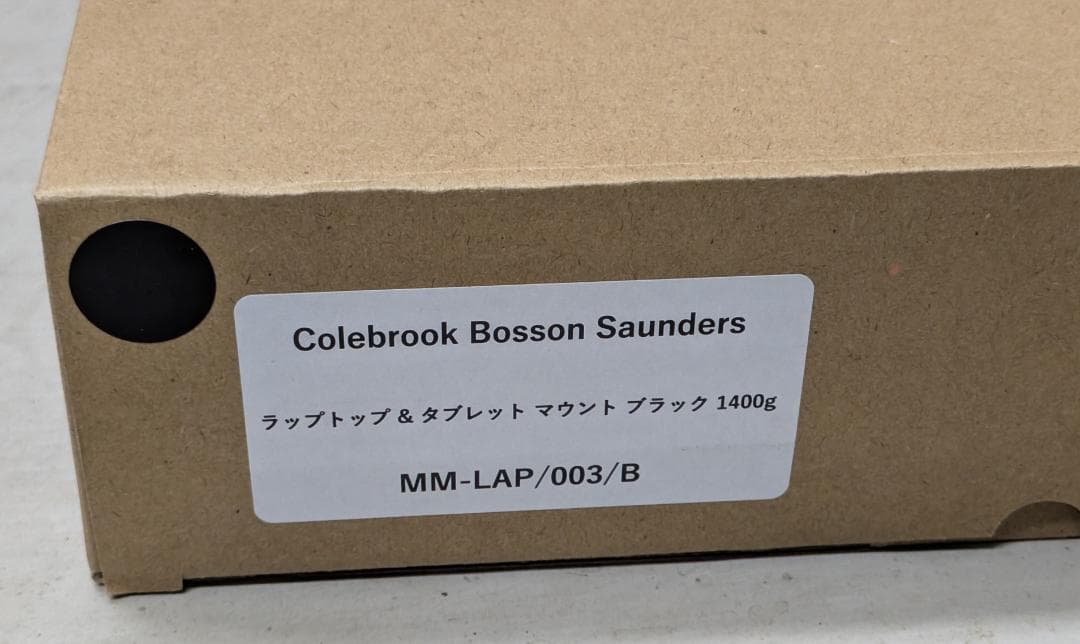 Colebrook Bosson Saunders
ラップトップ & タブレット マウント ブラック 1400g
MM-LAP/003/B